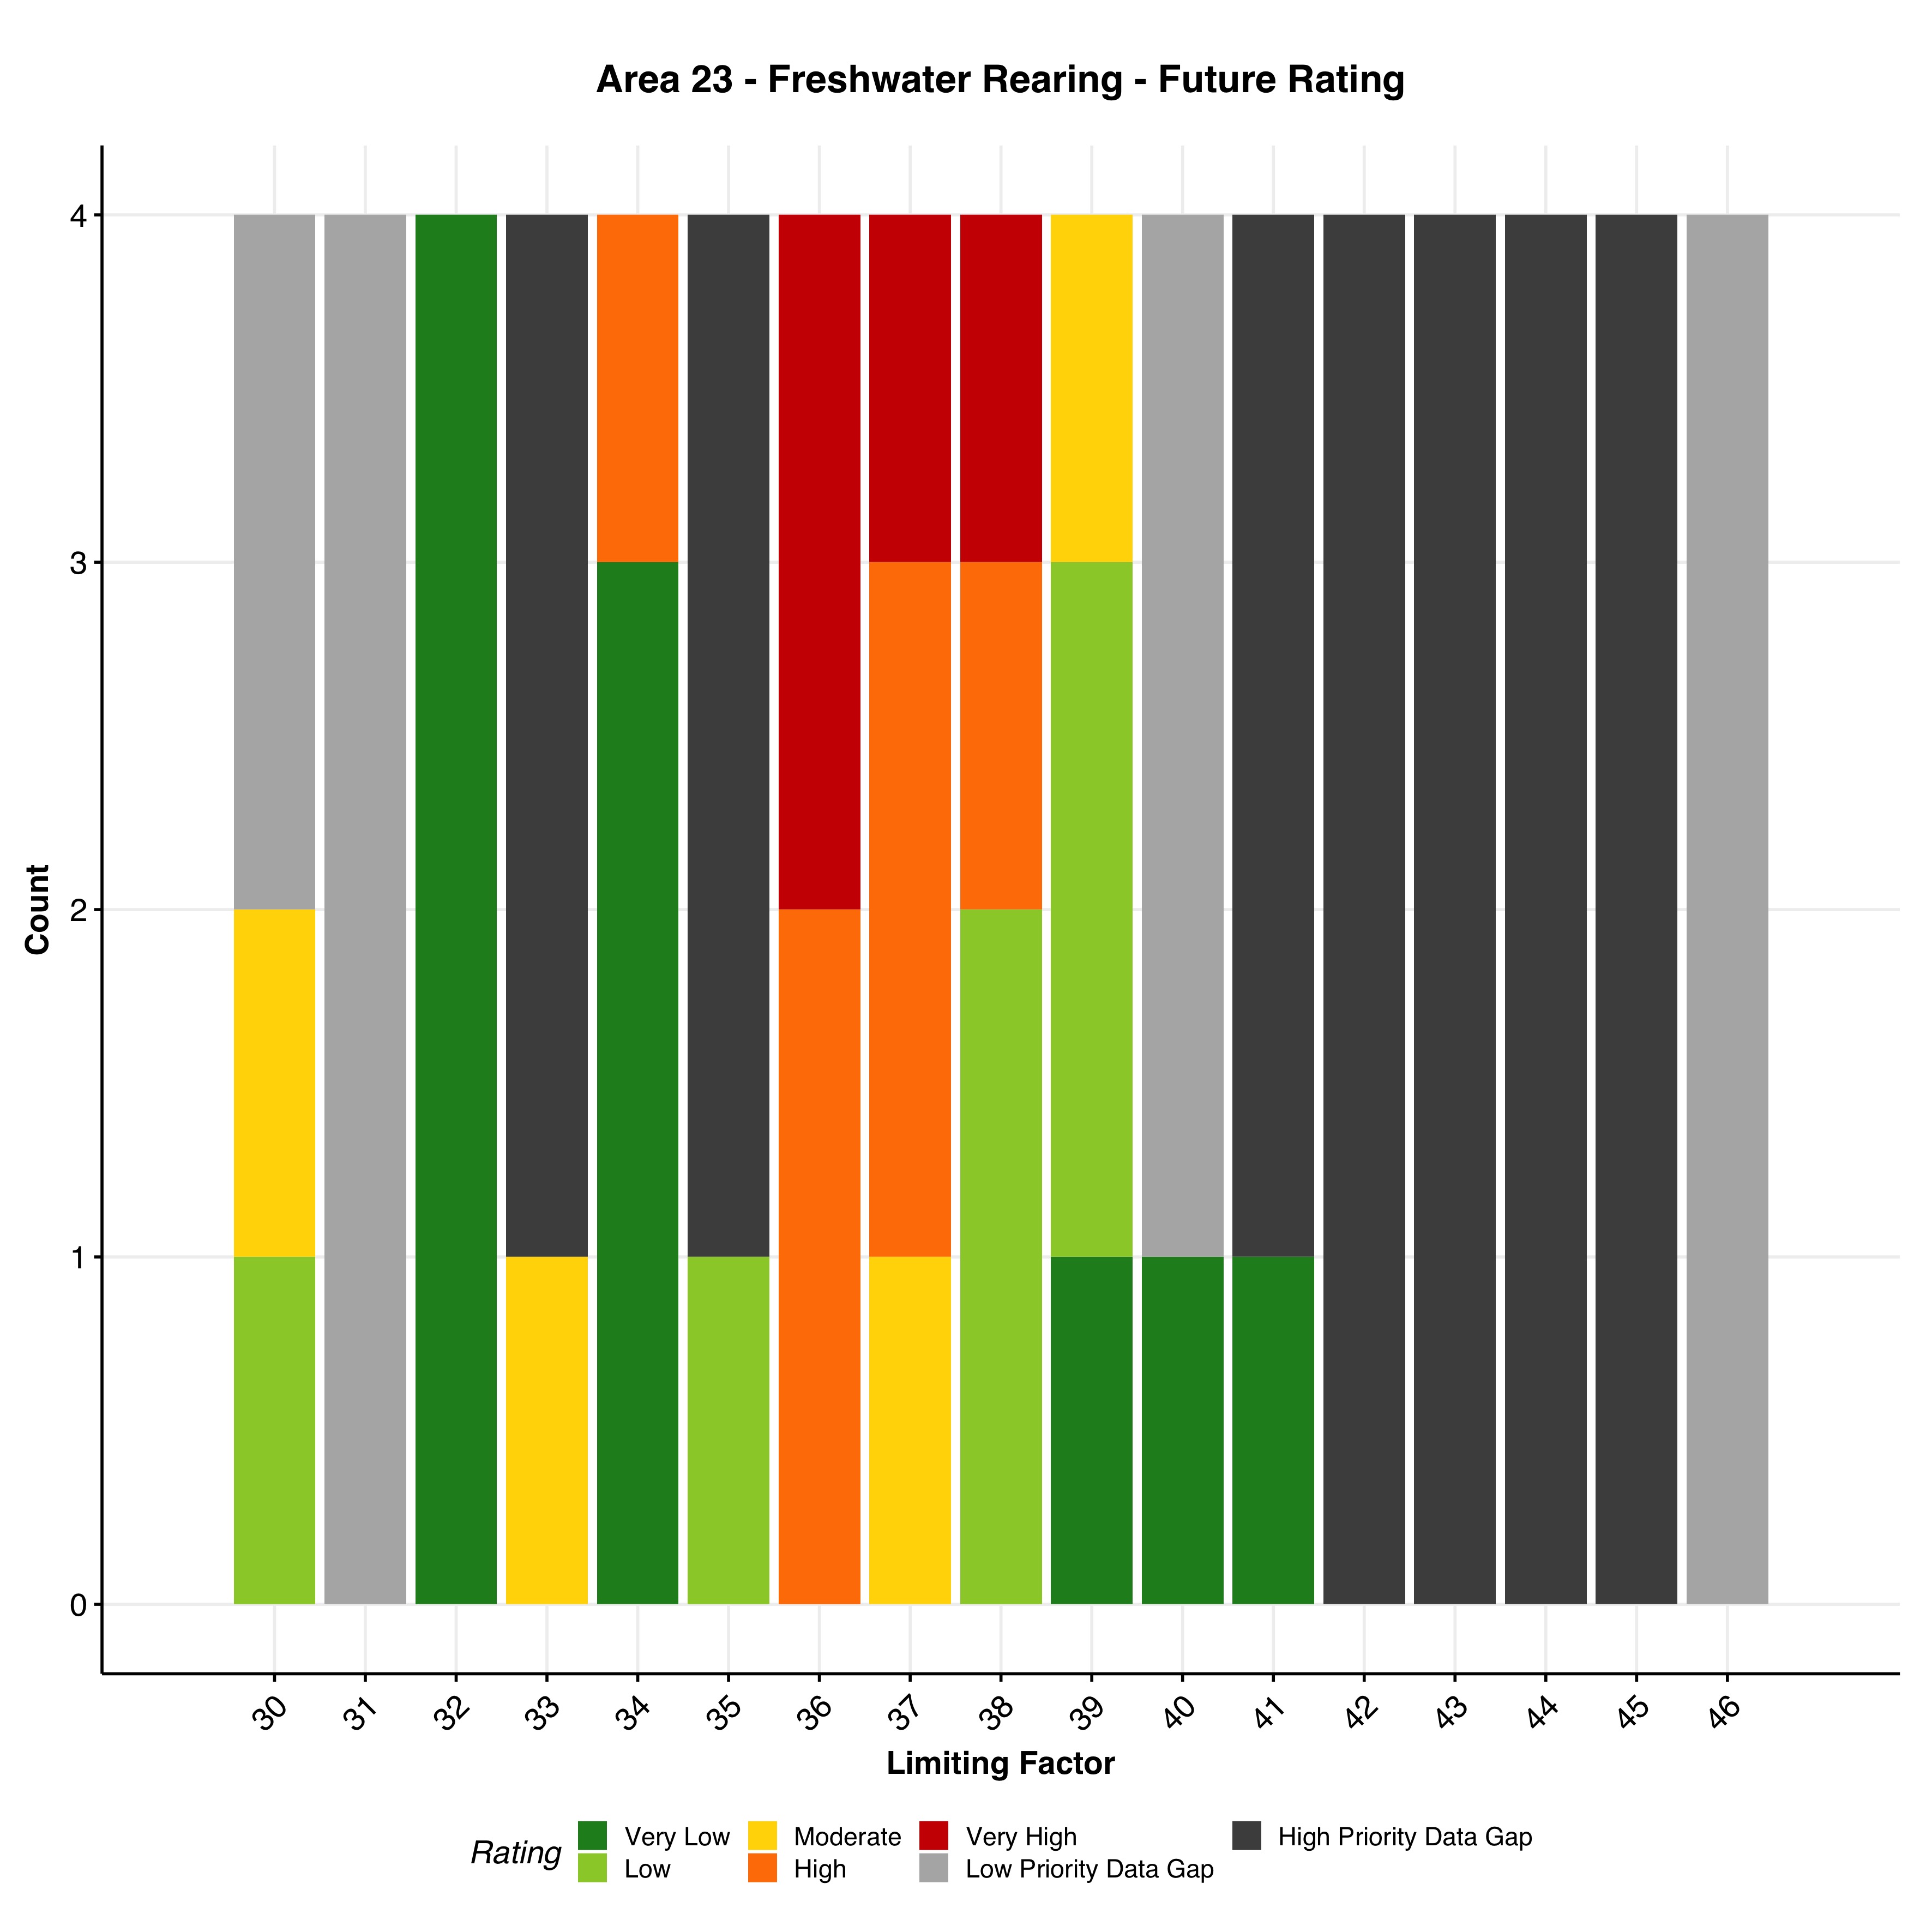 Area 23 - Freshwater Rearing - Future Rating
Count
4
3
2
1
0
30 31 32 33 34 35 36 37 38 39 40 41 42 43 44 45 46
Limiting Factor
Rating
Very Low Moderate Very High High Priority Data Gap
Low High Low Priority Data Gap